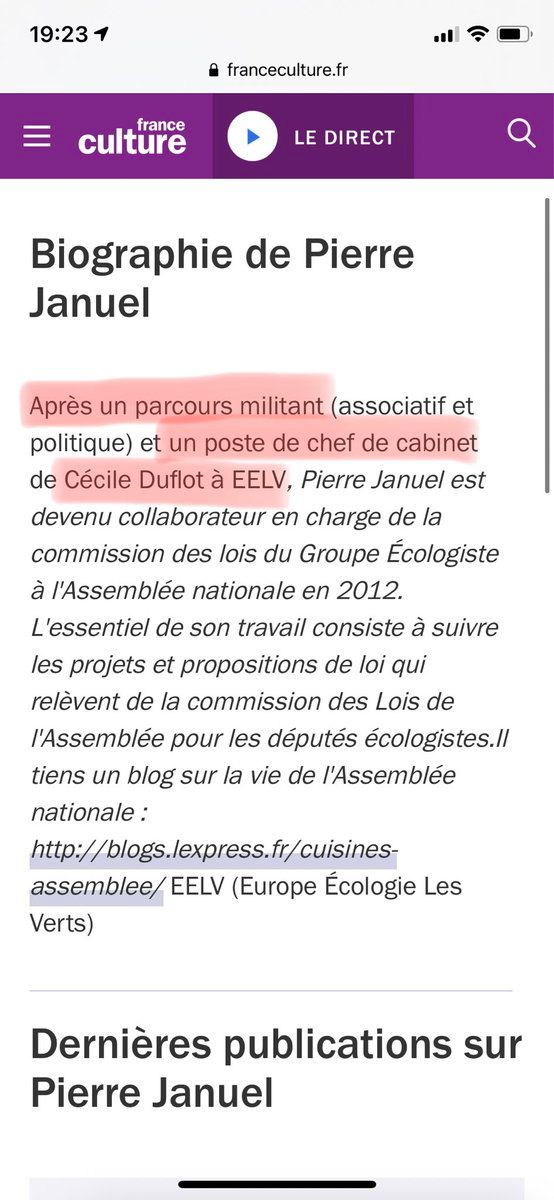 19:23
franceculture.fr
france
culture
LE DIRECT
Biographie de Pierre
Januel
Après un parcours militant (associatif et
politique) et un poste de chef de cabinet
de Cécile Duflot à EELV, Pierre Januel est
devenu collaborateur en charge de la
commission des lois du Groupe Écologiste
à l'Assemblée nationale en 2012.
L'essentiel de son travail consiste à suivre
les projets et propositions de loi qui
relèvent de la commission des Lois de
l'Assemblée pour les députés écologistes.Il
tiens un blog sur la vie de l'Assemblée
nationale :
http://blogs.lexpress.fr/cuisines-
assemblee/ EELV (Europe Écologie Les
Verts)
Dernières publications sur
Pierre Januel